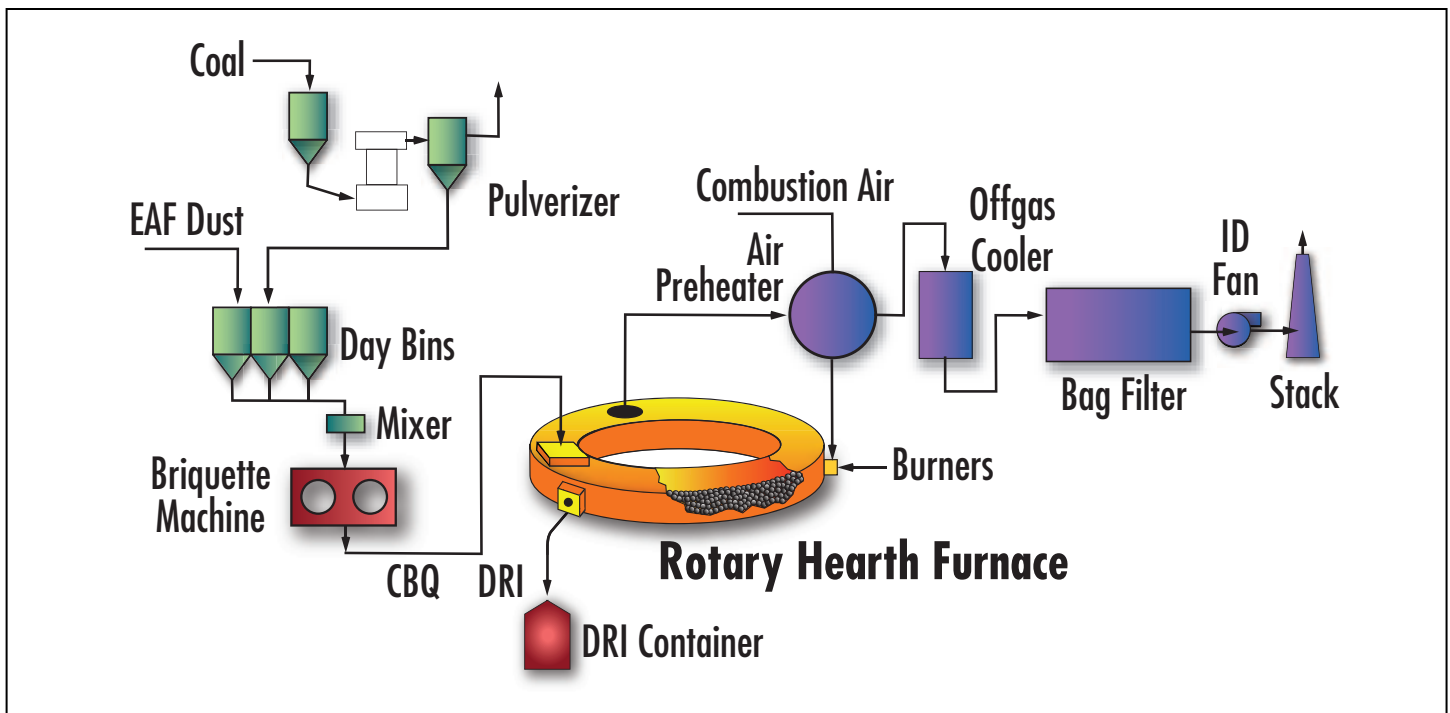 Coal
Pulverizer
EAF Dust
Day Bins
Mixer
Briquette
Machine
CBQ
DRI
DRI Container
Rotary Hearth Furnace
Burners
Combustion Air
Air
Preheater
Offgas
Cooler
Bag Filter
ID
Fan
Stack